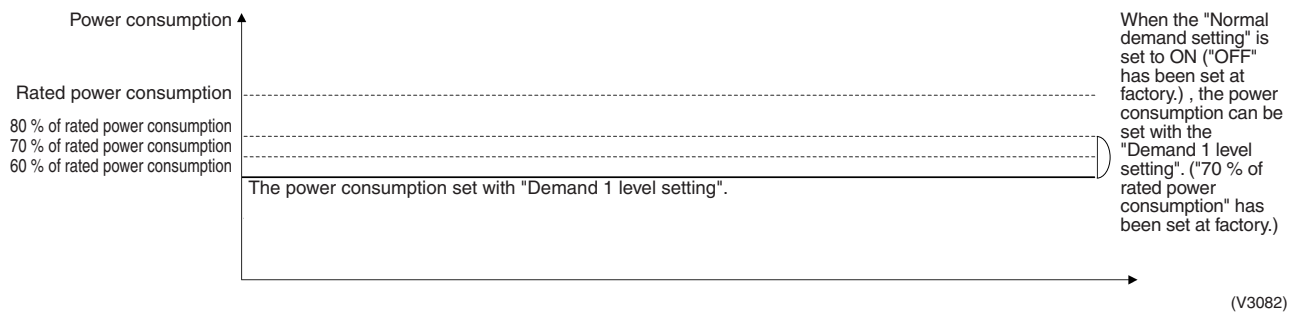 Power consumption
Rated power consumption
80 % of rated power consumption
70 % of rated power consumption
60 % of rated power consumption
The power consumption set with "Demand 1 level setting".
When the "Normal
demand setting" is
set to ON ("OFF"
has been set at
factory.) , the power
consumption can be
set with the
"Demand 1 level
setting". ("70 % of
rated power
consumption" has
been set at factory.)
(V3082)